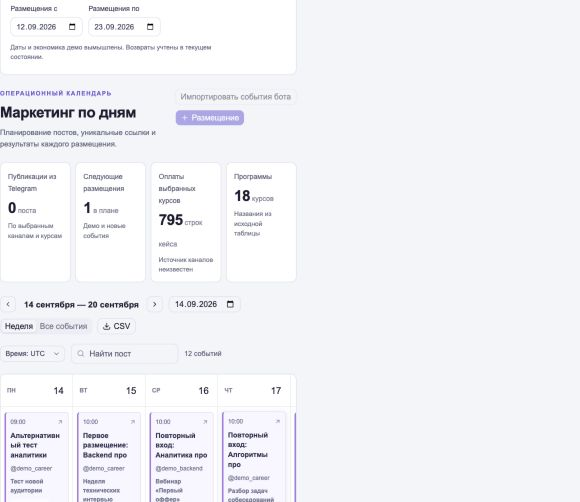 Размещения с
Размещения по
12.09.2026
23.09.2026
Даты и экономика демо вымышлены. Возвраты учтены в текущем
состоянии.
ОПЕРАЦИОННЫЙ КАЛЕНДАРЬ
Маркетинг по дням
Планирование постов, уникальные ссылки и
результаты каждого размещения.
Импортировать события бота
+ Размещение
Публикации из
Telegram
0 поста
По выбранным
каналам и курсам
Следующие
размещения
1 в плане
Демо и новые
события
Оплаты
выбранных
курсов
795 строк
кейса
Источник каналов
неизвестен
Программы
18 курсов
Названия из
исходной
таблицы
14 сентября — 20 сентября
14.09.2026
Неделя
Все события
CSV
Время: UTC
Найти пост
12 событий
ПН 14
ВТ 15
СР 16
ЧТ 17
09:00
Альтернативн
ый тест
аналитики
@demo_career
Тест новой
аудитории
10:00
Первое
размещение:
Backend про
@demo_career
Неделя
технических
интервью
10:00
Повторный
вход:
Аналитика про
@demo_backend
Вебинар
«Первый
оффер»
10:00
Повторный
вход:
Алгоритмы
про
@demo_career
Разбор задач
собеседований